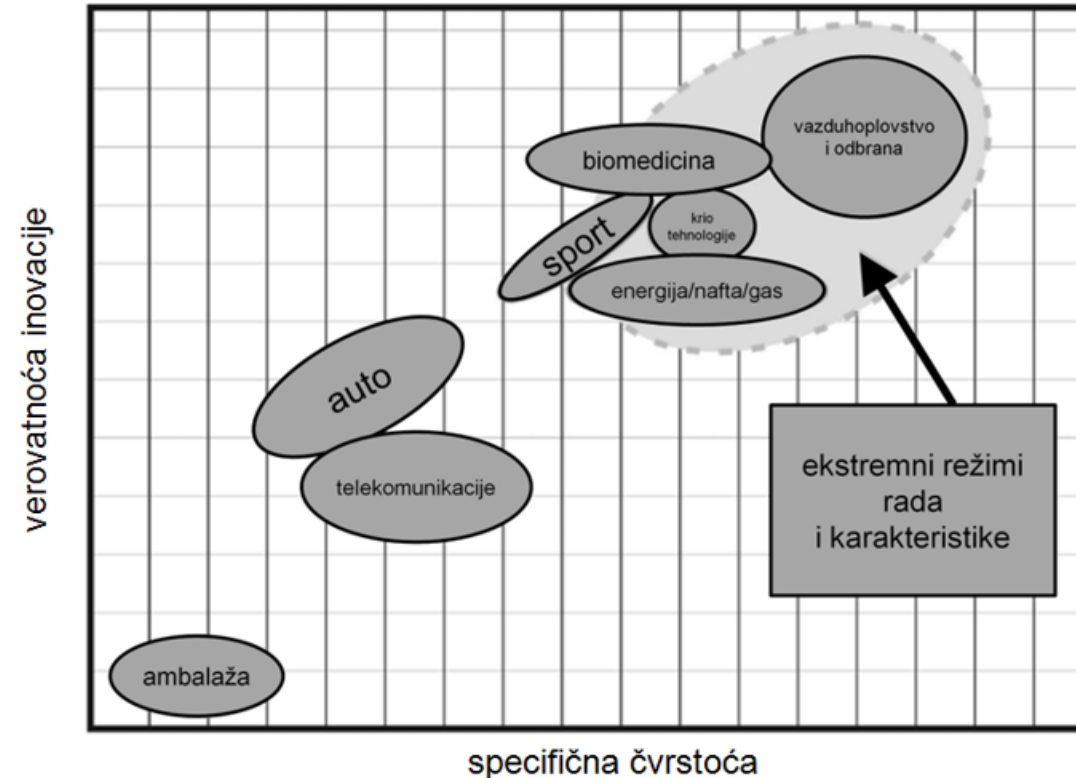 verovatnoća inovacije
vazduhoplovstvo
i odbrana
biomedicina
krio
tehnologije
sport
energija/nafta/gas
auto
telekomunikacije
ekstremni režimi
rada
i karakteristike
ambalaža
specifična čvrstoća